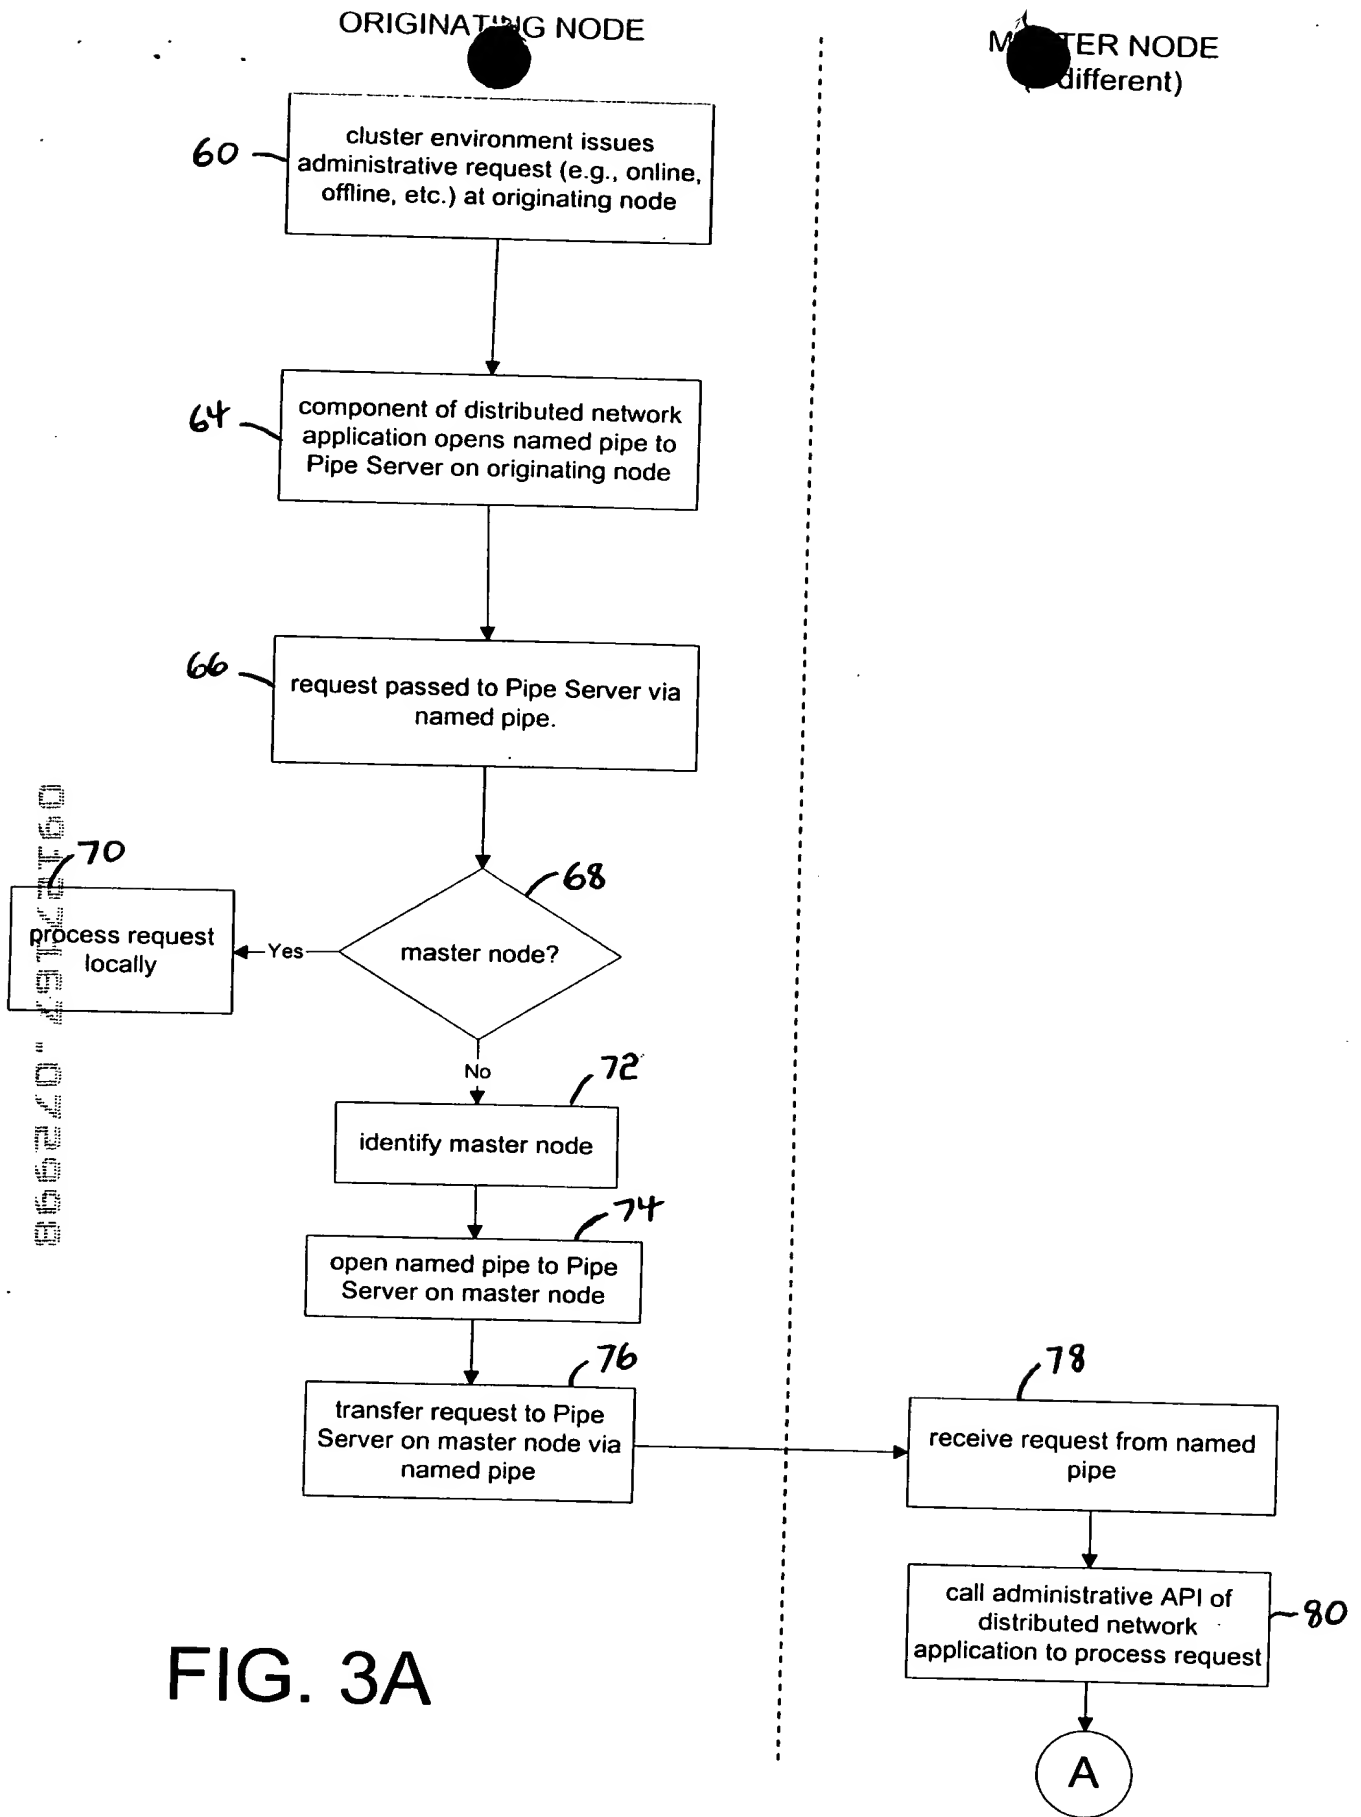 ORIGINATING NODE
MASTER NODE
different)
60
cluster environment issues
administrative request (e.g., online,
offline, etc.) at originating node
64
component of distributed network
application opens named pipe to
Pipe Server on originating node
66
request passed to Pipe Server via
named pipe.
70
process request
locally
Yes
68
master node?
No
72
identify master node
74
open named pipe to Pipe
Server on master node
76
transfer request to Pipe
Server on master node via
named pipe
78
receive request from named
pipe
80
call administrative API of
distributed network
application to process request
A
FIG. 3A